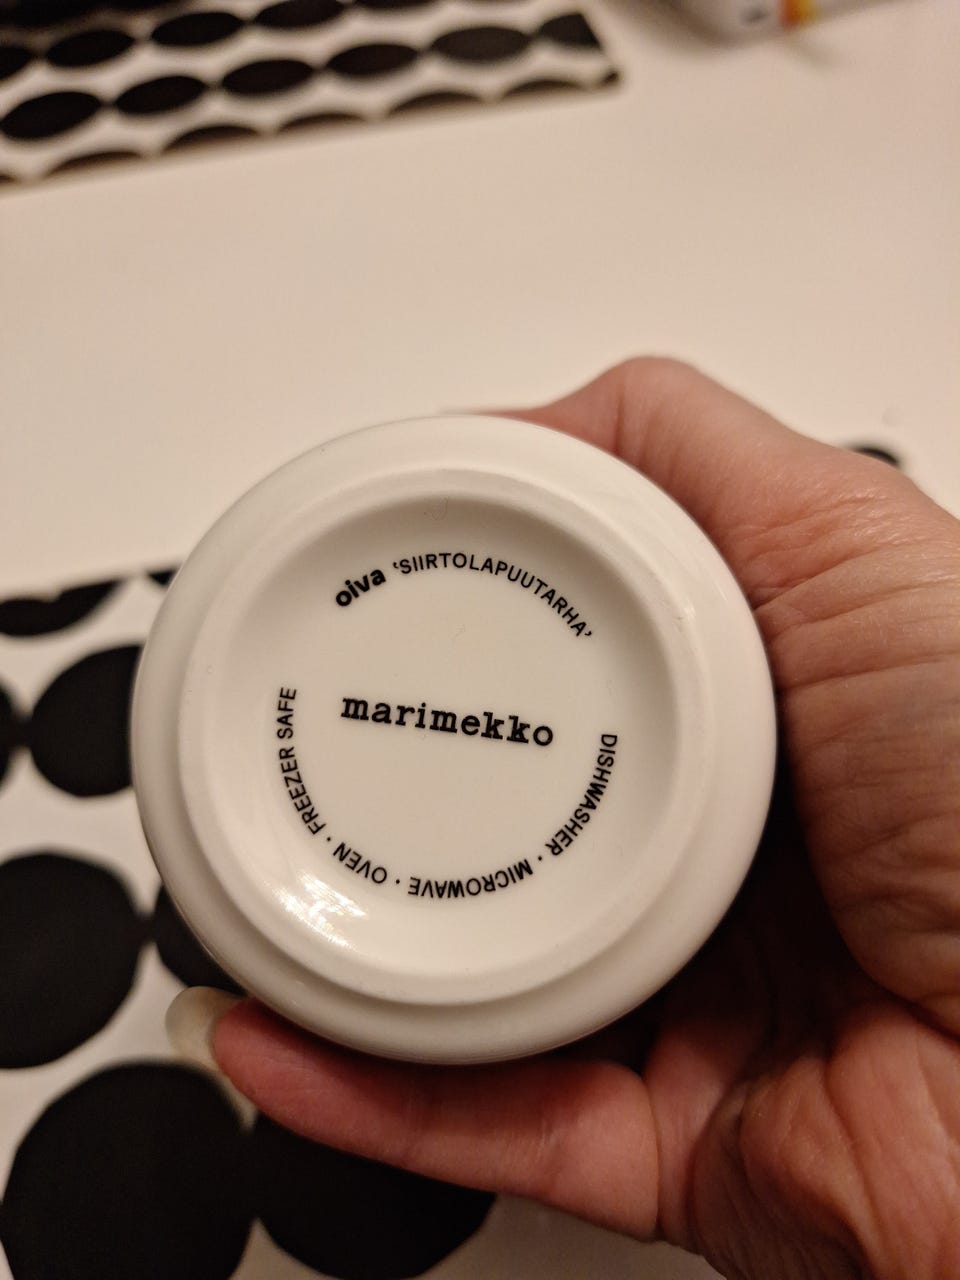 oiva 'SIIRTOLAPUUTARHA'
marimekko
DISHWASHER · MICROWAVE · OVEN · FREEZER SAFE